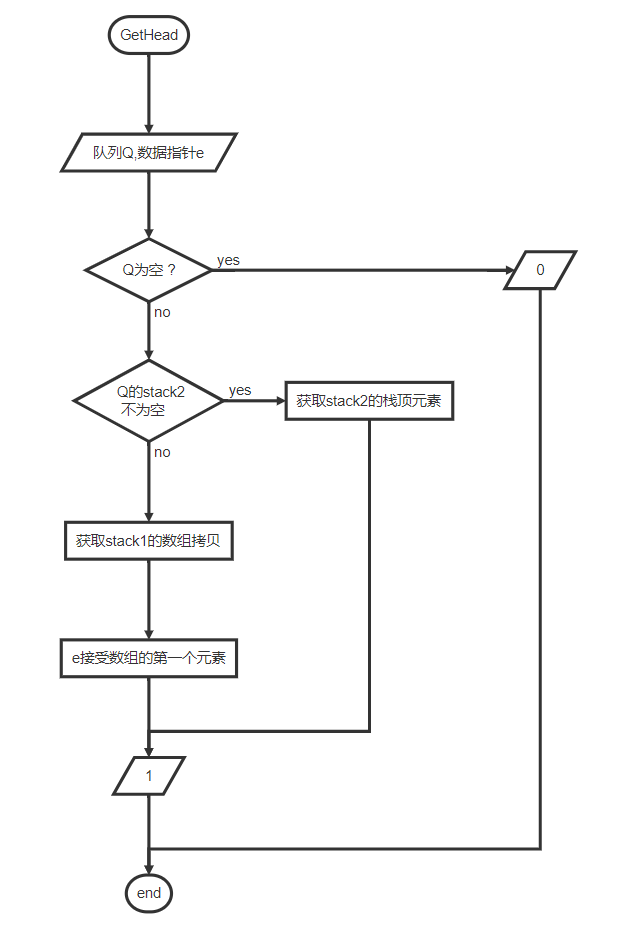 GetHead
队列Q,数据指针e
Q为空？
yes
0
no
Q的stack2
不为空
yes
获取stack2的栈顶元素
no
获取stack1的数组拷贝
e接受数组的第一个元素
1
end